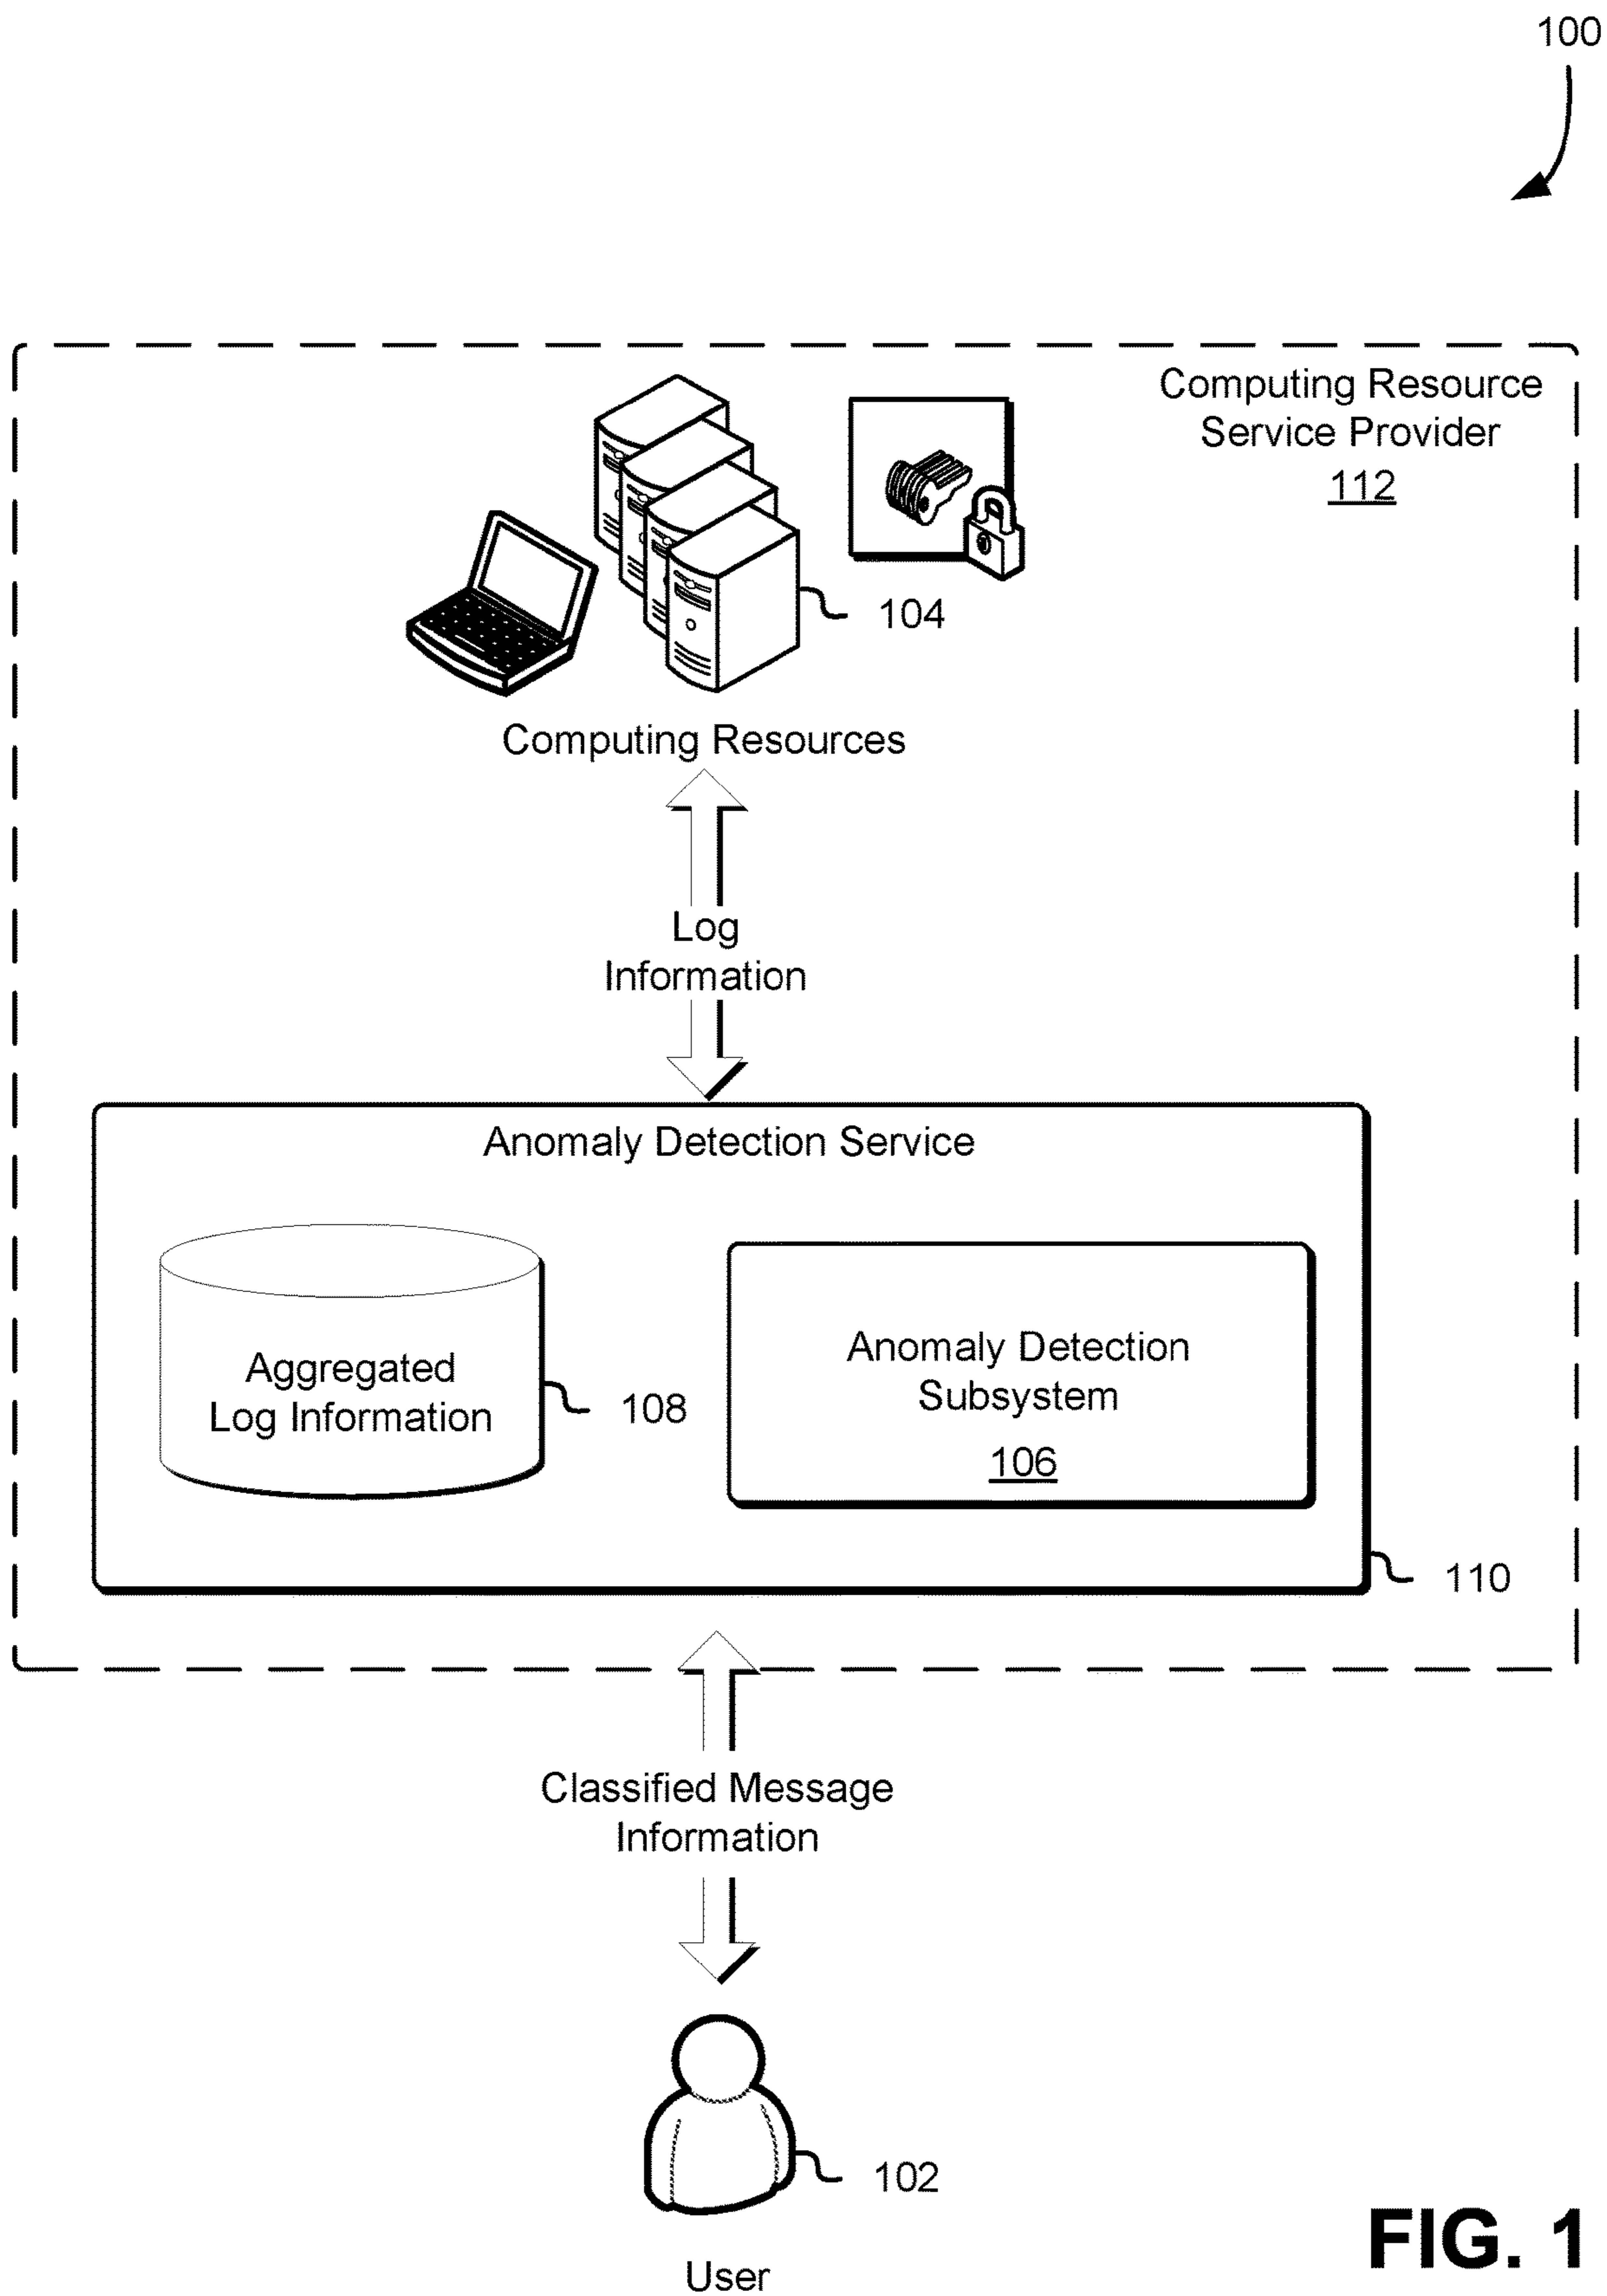 100
Computing Resource
Service Provider
112
104
Computing Resources
Log
Information
Anomaly Detection Service
Aggregated
Log Information
108
Anomaly Detection
Subsystem
106
110
Classified Message
Information
102
User
FIG. 1